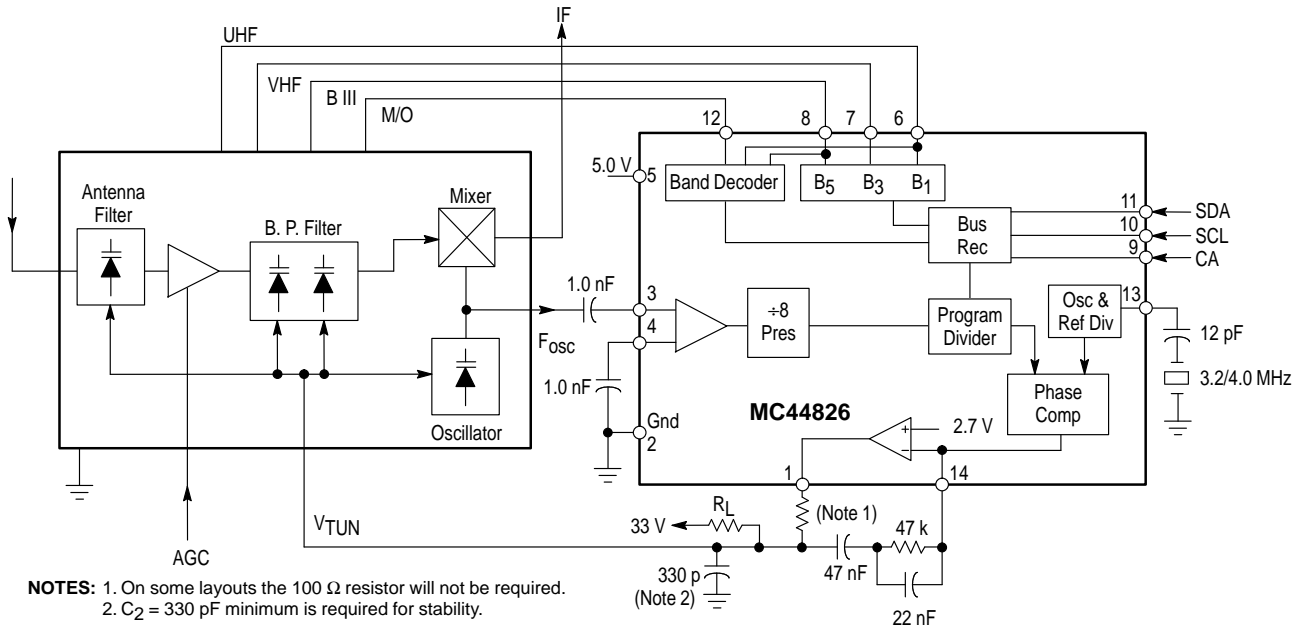 IF
UHF
VHF
B III
M/O
12
8
7
6
5.0 V
5
Band Decoder
B5
B3
B1
Antenna
Filter
B. P. Filter
Mixer
Bus
Rec
11
SDA
10
SCL
9
CA
1.0 nF
3
4
Fosc
÷8
Pres
Program
Divider
Osc &
Ref Div
13
12 pF
3.2/4.0 MHz
1.0 nF
Oscillator
Gnd
2
MC44826
Phase
Comp
+
–
2.7 V
1
14
VTUN
AGC
33 V
RL
(Note 1)
47 k
47 nF
330 p
(Note 2)
22 nF
NOTES: 1. On some layouts the 100 Ω resistor will not be required.
2. C2 = 330 pF minimum is required for stability.